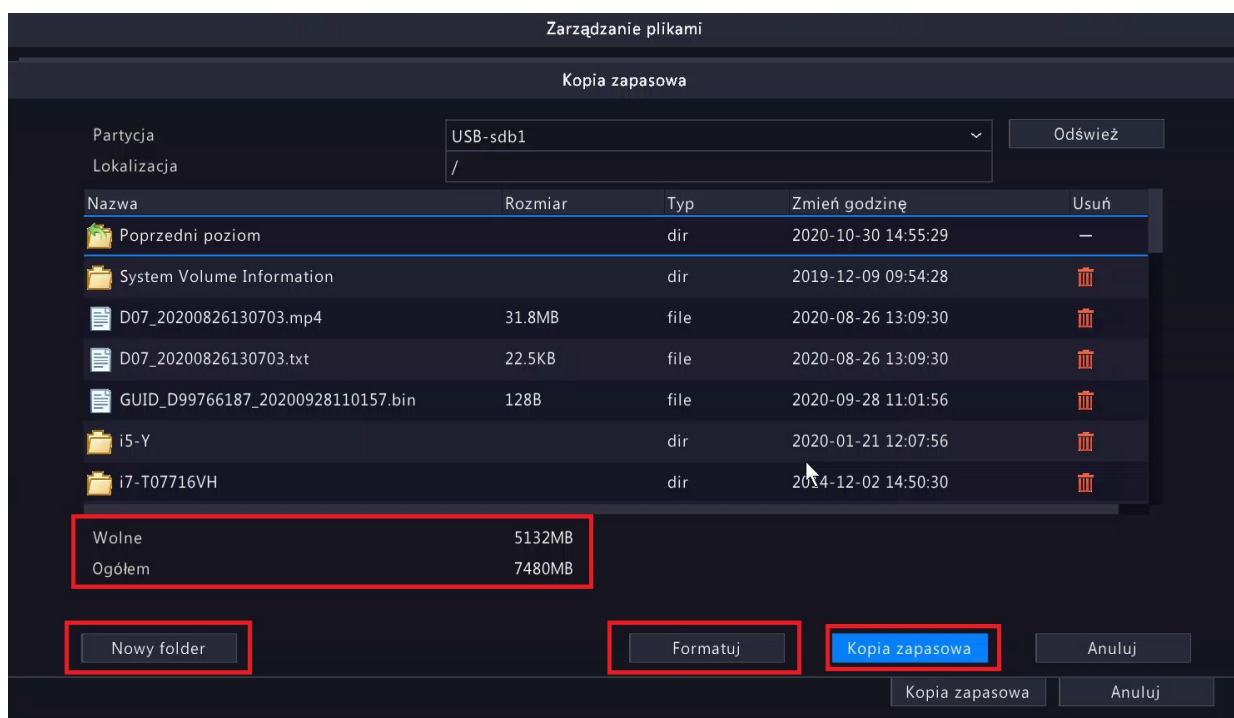 Zarządzanie plikami
Kopia zapasowa
Partycja USB-sdb1 Odśwież
Lokalizacja /
Nazwa Rozmiar Typ Zmień godzinę Usuń
Poprzedni poziom dir 2020-10-30 14:55:29 —
System Volume Information dir 2019-12-09 09:54:28
D07_20200826130703.mp4 31.8MB file 2020-08-26 13:09:30
D07_20200826130703.txt 22.5KB file 2020-08-26 13:09:30
GUID_D99766187_20200928110157.bin 128B file 2020-09-28 11:01:56
i5-Y dir 2020-01-21 12:07:56
i7-T07716VH dir 2014-12-02 14:50:30
Wolne 5132MB
Ogółem 7480MB
Nowy folder Formatuj Kopia zapasowa Anuluj
Kopia zapasowa Anuluj